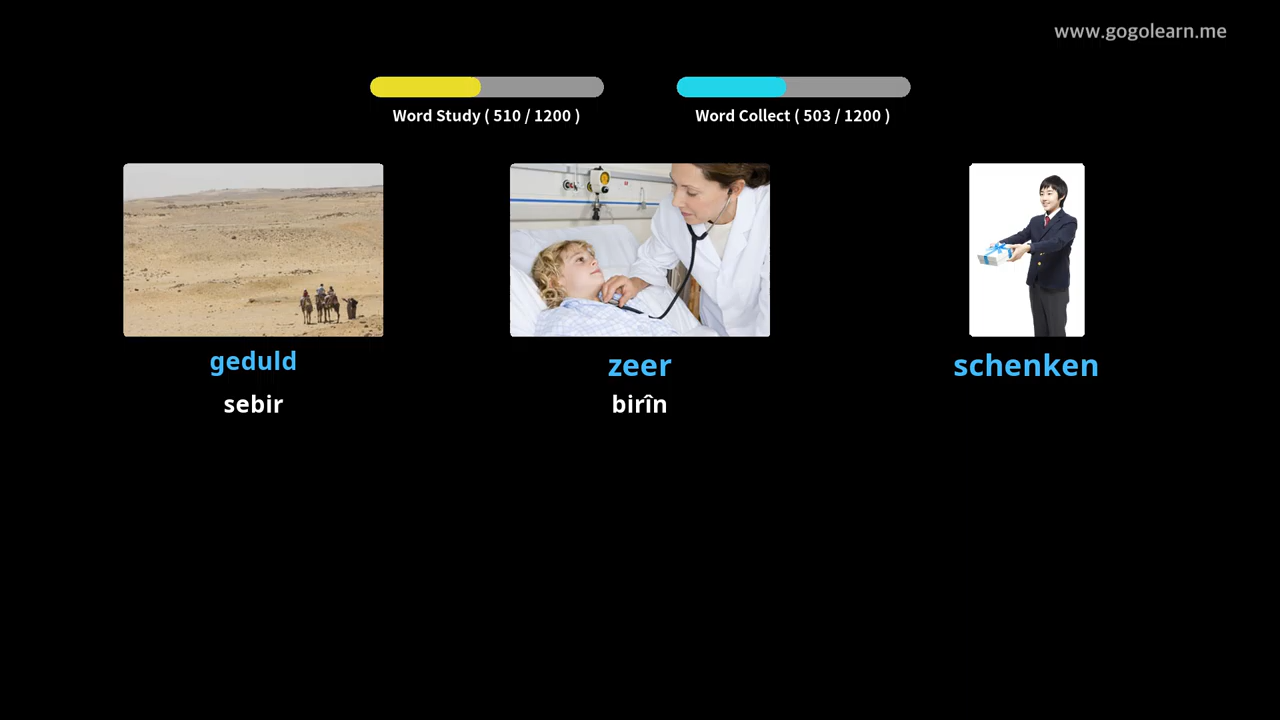 www.gogolearn.me
Word Study ( 510 / 1200 )
Word Collect ( 503 / 1200 )
geduld
zeer
schenken
sebir
birîn